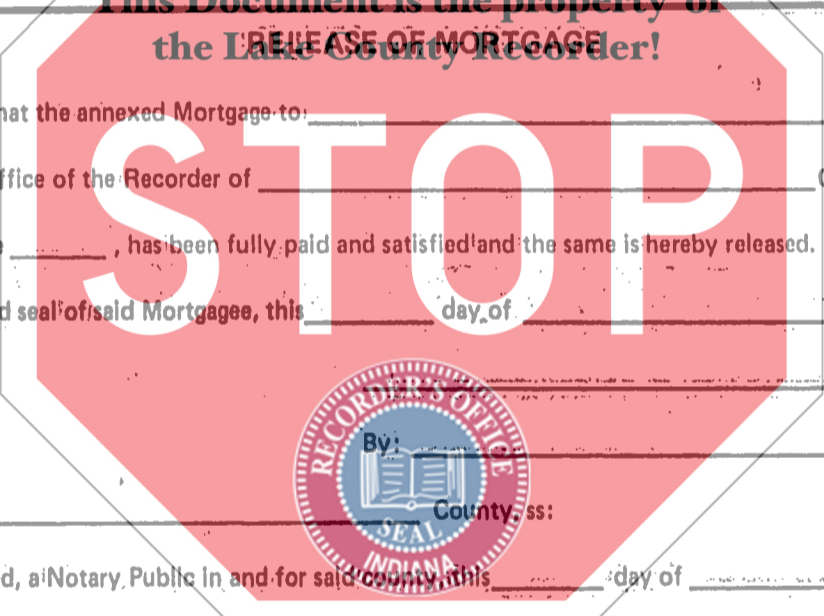 This Document is the property of
the Lake County Recorder!
RELEASE OF MORTGAGE
hat the annexed Mortgage to:
ffice of the Recorder of
STOP
, has been fully paid and satisfied and the same is hereby released.
d seal of said Mortgagee, this day of
RECORDER'S OFFICE
By:
County, ss:
SEAL
INDIANA
d, a Notary Public in and for said county, this day of